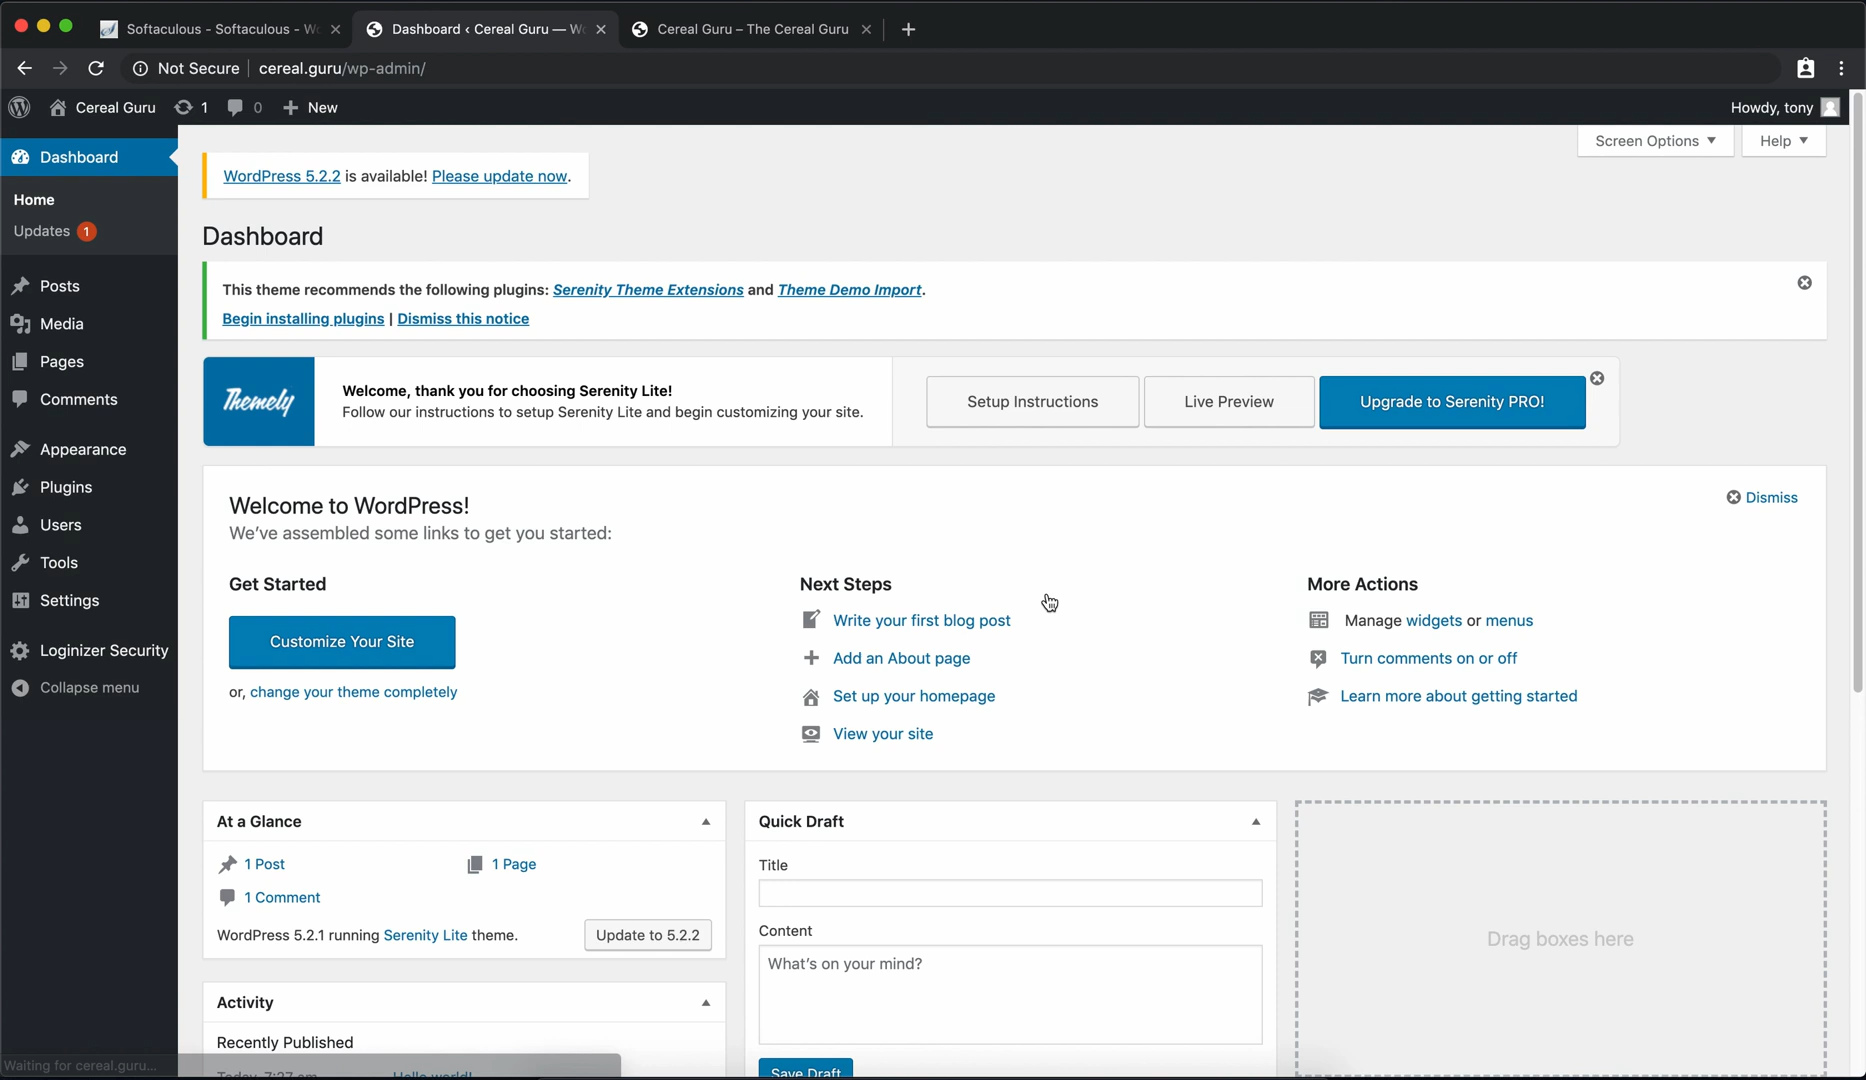 Softaculous - Softaculous - W
Dashboard ‹ Cereal Guru — W
Cereal Guru – The Cereal Guru
Not Secure
cereal.guru/wp-admin/
Cereal Guru
1
0
New
Howdy, tony
Dashboard
Home
Updates 1
Posts
Media
Pages
Comments
Appearance
Plugins
Users
Tools
Settings
Loginizer Security
Collapse menu
Screen Options
Help
WordPress 5.2.2 is available! Please update now.
Dashboard
This theme recommends the following plugins: Serenity Theme Extensions and Theme Demo Import.
Begin installing plugins | Dismiss this notice
Themely
Welcome, thank you for choosing Serenity Lite!
Follow our instructions to setup Serenity Lite and begin customizing your site.
Setup Instructions
Live Preview
Upgrade to Serenity PRO!
Welcome to WordPress!
We've assembled some links to get you started:
Dismiss
Get Started
Customize Your Site
or, change your theme completely
Next Steps
Write your first blog post
Add an About page
Set up your homepage
View your site
More Actions
Manage widgets or menus
Turn comments on or off
Learn more about getting started
At a Glance
1 Post
1 Page
1 Comment
WordPress 5.2.1 running Serenity Lite theme.
Update to 5.2.2
Activity
Recently Published
Today, 7:27 am
Hello world!
Quick Draft
Title
Content
What's on your mind?
Save Draft
Drag boxes here
Waiting for cereal.guru...